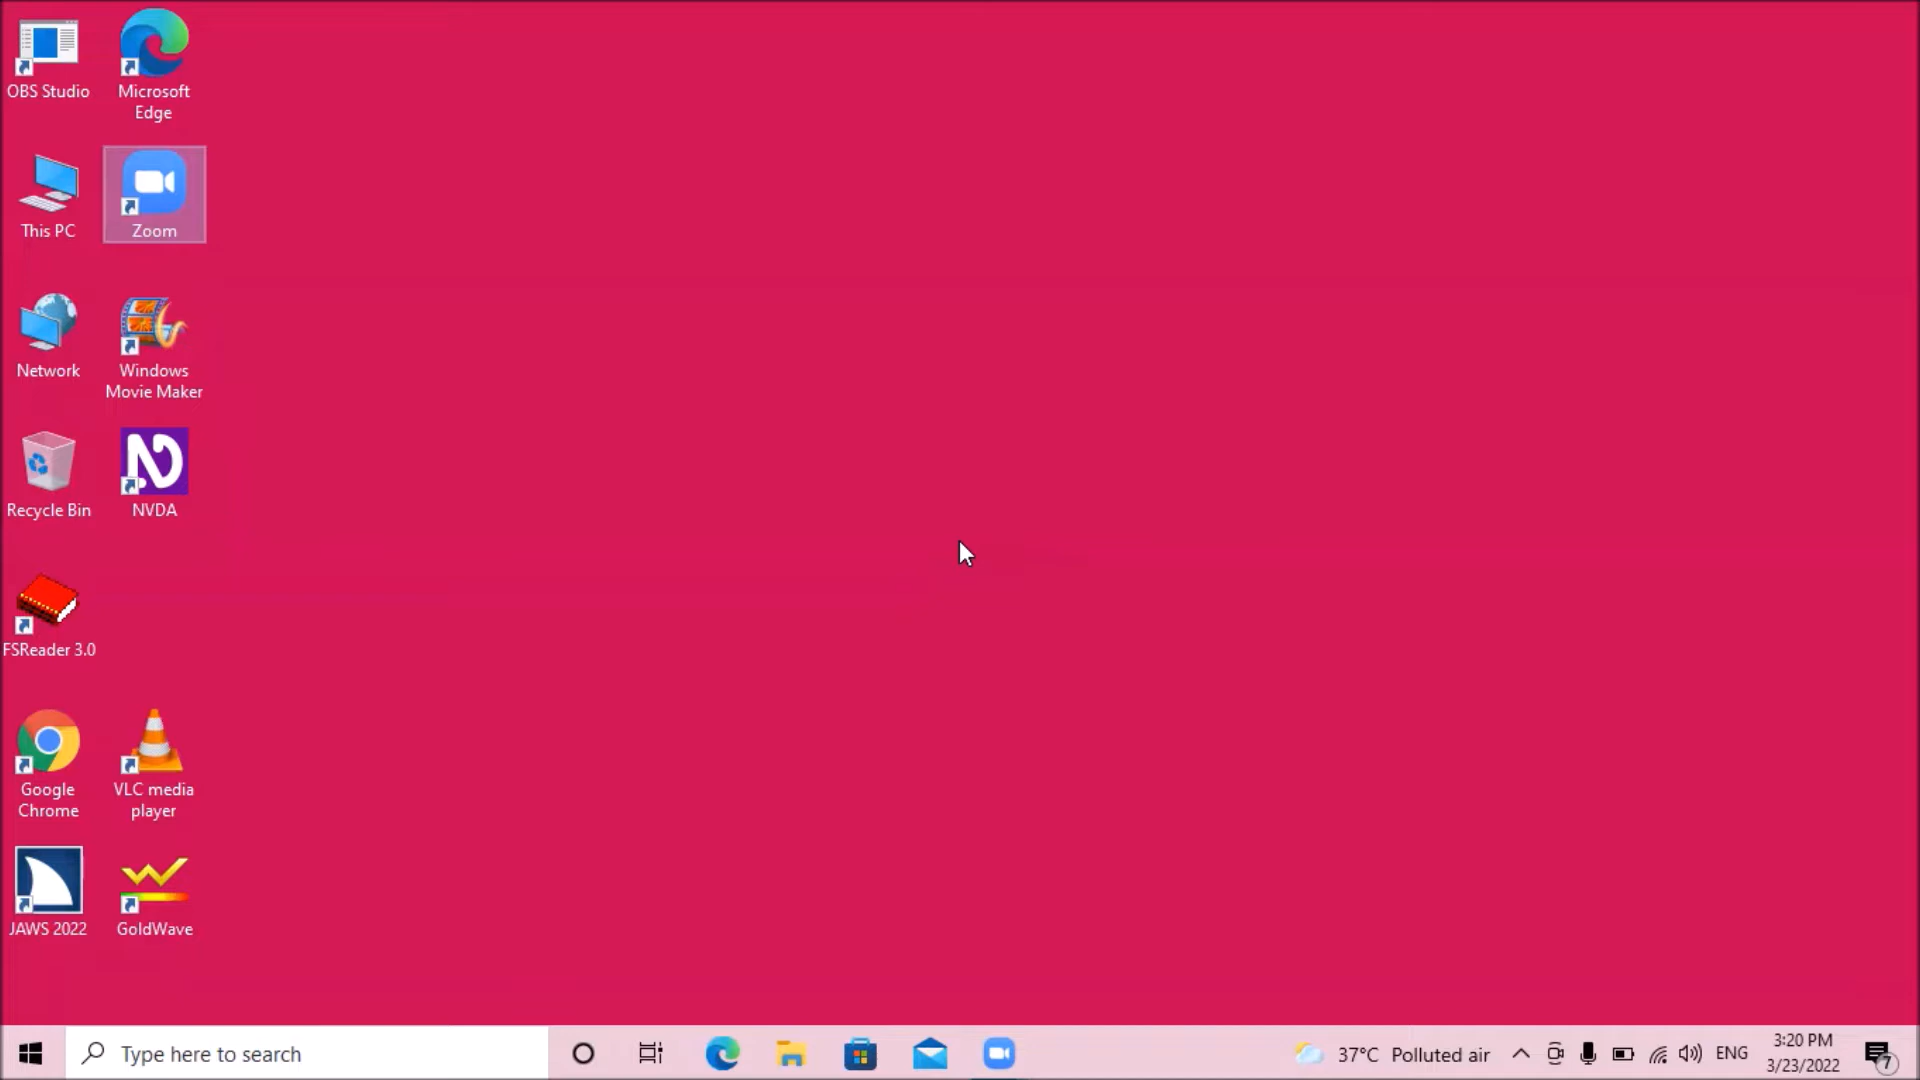 OBS Studio
Microsoft
Edge
This PC
Zoom
Network
Windows
Movie Maker
Recycle Bin
NVDA
FSReader 3.0
Google
Chrome
VLC media
player
JAWS 2022
GoldWave
Type here to search
37°C Polluted air
ENG
3:20 PM
3/23/2022
7